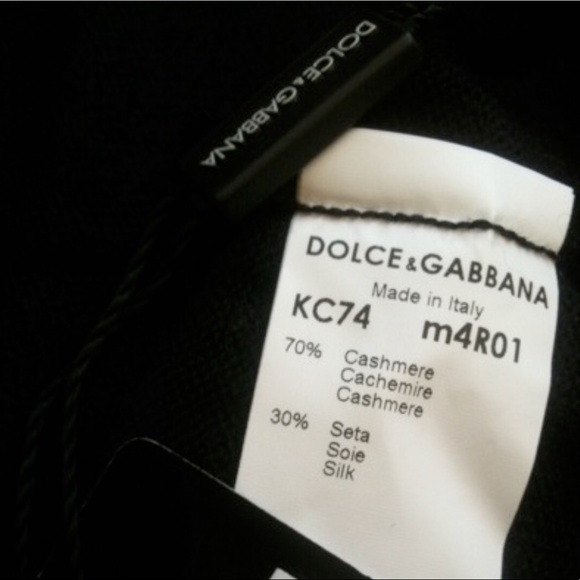 DOLCE&GABBANA
DOLCE&GABBANA
Made in Italy
KC74 m4R01
70% Cashmere
Cachemire
Cashmere
30% Seta
Soie
Silk